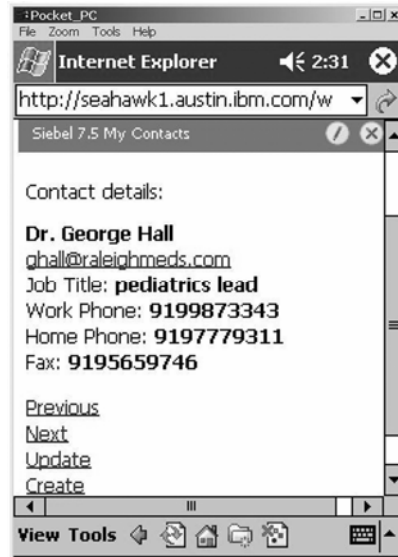 :Pocket_PC
File Zoom Tools Help
Internet Explorer 2:31
http://seahawk1.austin.ibm.com/w
Siebel 7.5 My Contacts
Contact details:
Dr. George Hall
ghall@raleighmeds.com
Job Title: pediatrics lead
Work Phone: 9199873343
Home Phone: 9197779311
Fax: 9195659746
Previous
Next
Update
Create
View Tools